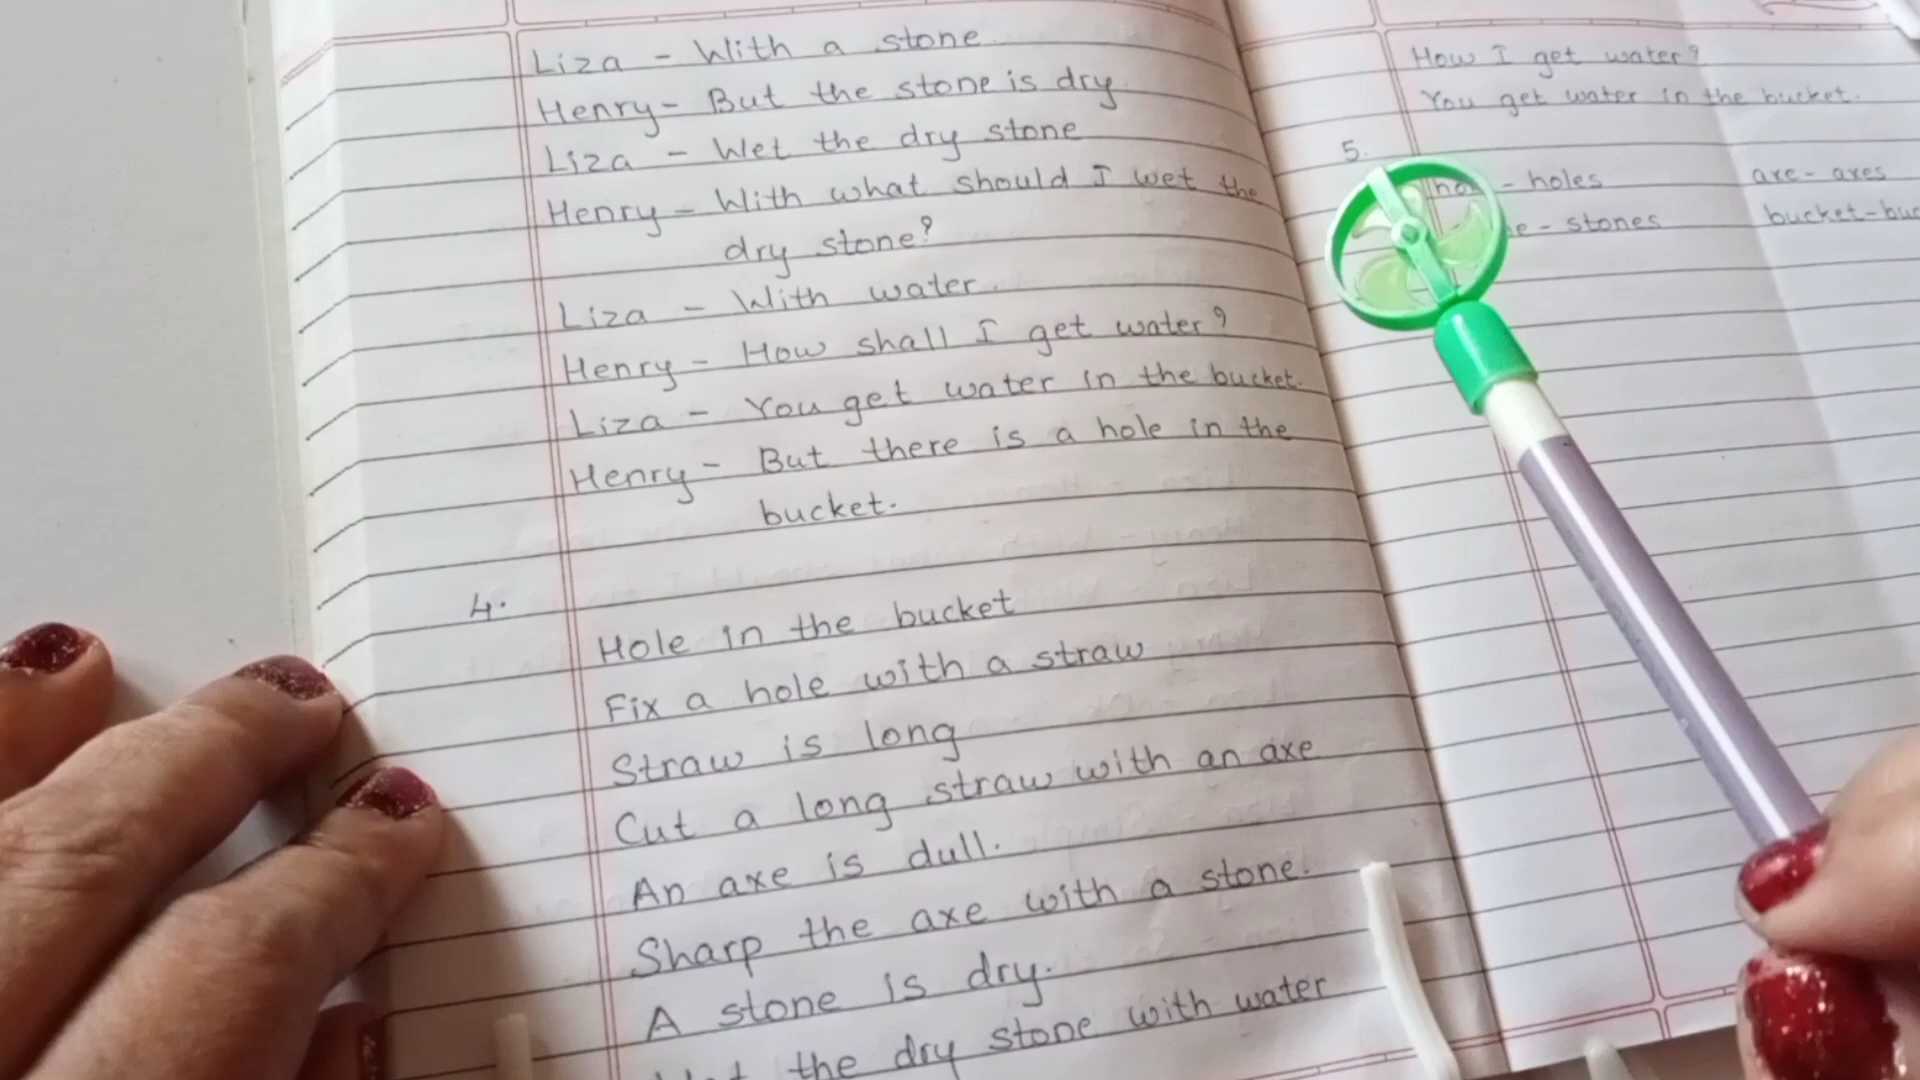 Liza - With a stone.
Henry - But the stone is dry.
Liza - Wet the dry stone
Henry - With what should I wet the
dry stone?
Liza - With water.
Henry - How shall I get water?
Liza - You get water in the bucket.
Henry - But there is a hole in the
bucket.
4.
Hole in the bucket
Fix a hole with a straw
Straw is long
Cut a long straw with an axe
An axe is dull.
Sharp the axe with a stone.
A stone is dry.
the dry stone with water
How I get water?
You get water in the bucket.
5.
- holes axe - axes
- stones bucket -